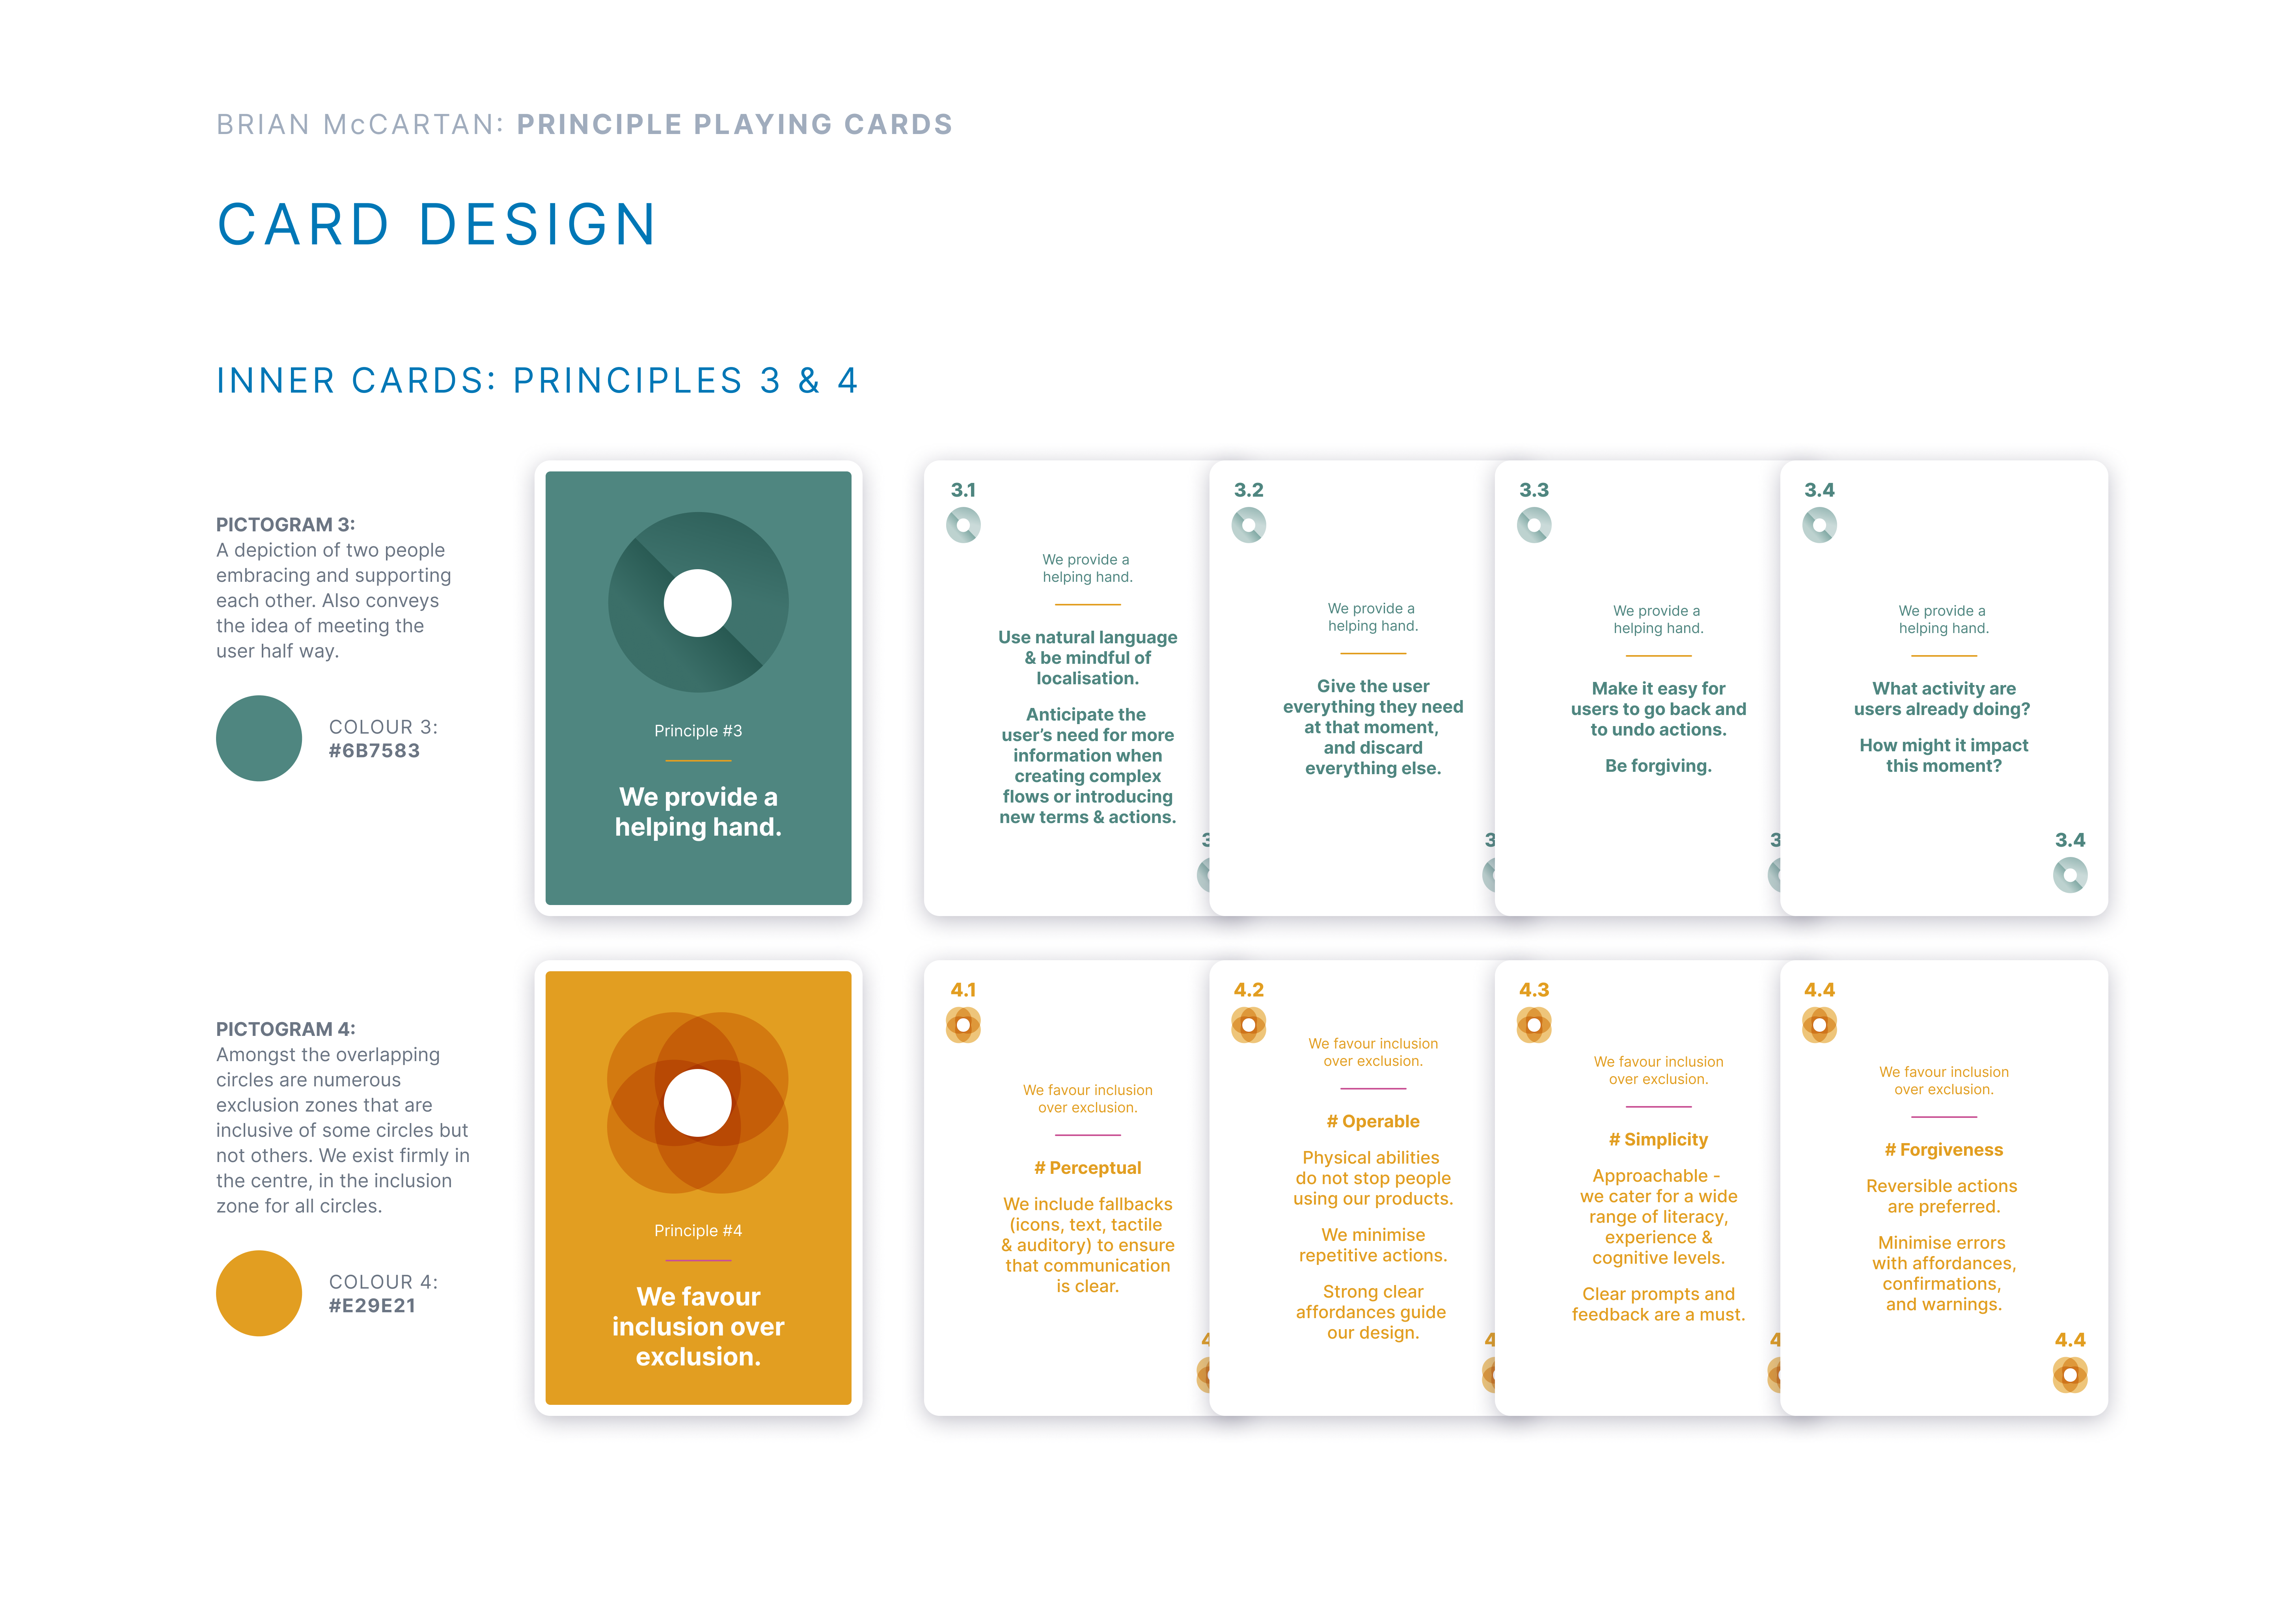 BRIAN McCARTAN: PRINCIPLE PLAYING CARDS
CARD DESIGN
INNER CARDS: PRINCIPLES 3 & 4
PICTOGRAM 3:
A depiction of two people
embracing and supporting
each other. Also conveys
the idea of meeting the
user half way.
COLOUR 3:
#6B7583
Principle #3
We provide a
helping hand.
3.1
We provide a
helping hand.
Use natural language
& be mindful of
localisation.
Anticipate the
user's need for more
information when
creating complex
flows or introducing
new terms & actions.
3
3.2
We provide a
helping hand.
Give the user
everything they need
at that moment,
and discard
everything else.
3
3.3
We provide a
helping hand.
Make it easy for
users to go back and
to undo actions.
Be forgiving.
3
3.4
We provide a
helping hand.
What activity are
users already doing?
How might it impact
this moment?
3.4
PICTOGRAM 4:
Amongst the overlapping
circles are numerous
exclusion zones that are
inclusive of some circles but
not others. We exist firmly in
the centre, in the inclusion
zone for all circles.
COLOUR 4:
#E29E21
Principle #4
We favour
inclusion over
exclusion.
4.1
We favour inclusion
over exclusion.
# Perceptual
We include fallbacks
(icons, text, tactile
& auditory) to ensure
that communication
is clear.
4
4.2
We favour inclusion
over exclusion.
# Operable
Physical abilities
do not stop people
using our products.
We minimise
repetitive actions.
Strong clear
affordances guide
our design.
4
4.3
We favour inclusion
over exclusion.
# Simplicity
Approachable -
we cater for a wide
range of literacy,
experience &
cognitive levels.
Clear prompts and
feedback are a must.
4
4.4
We favour inclusion
over exclusion.
# Forgiveness
Reversible actions
are preferred.
Minimise errors
with affordances,
confirmations,
and warnings.
4.4